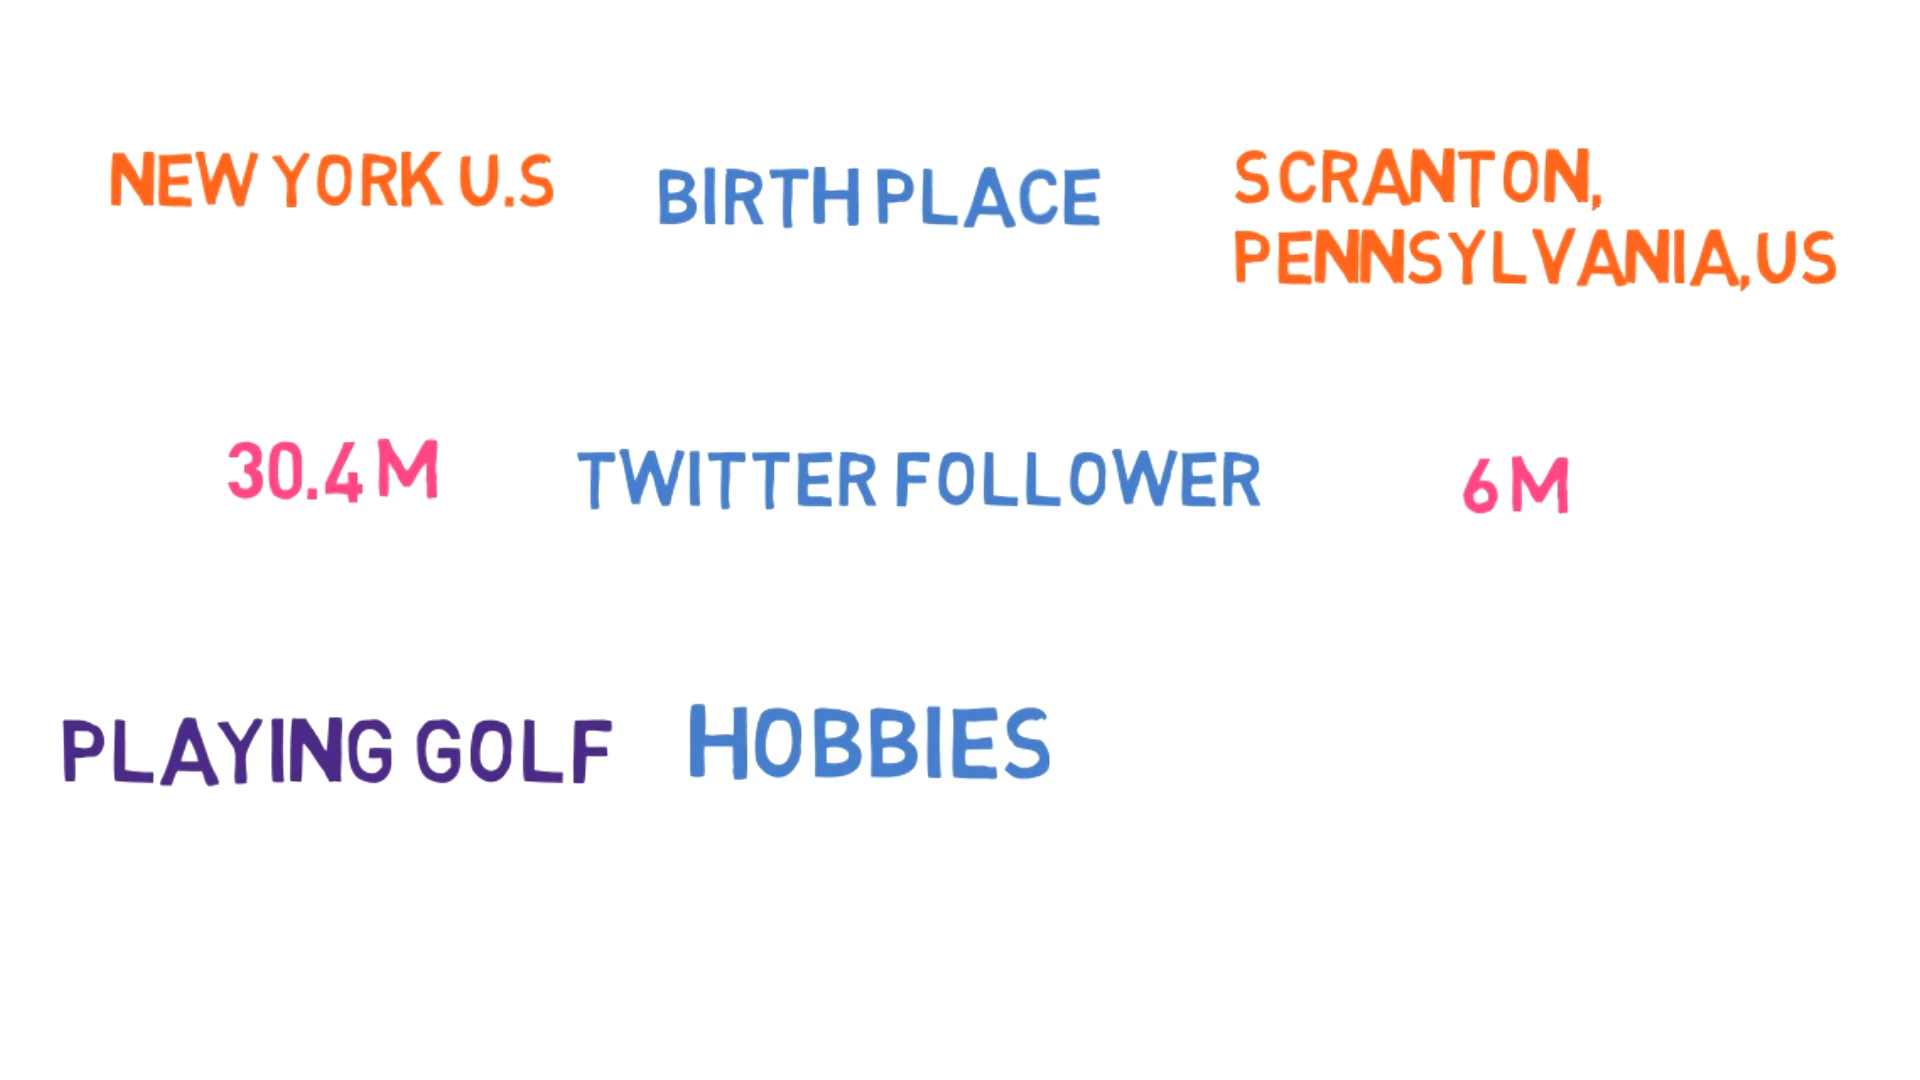 NEW YORK U.S
BIRTH PLACE
SCRANTON,
PENNSYLVANIA,US
30.4 M
TWITTER FOLLOWER
6 M
PLAYING GOLF
HOBBIES